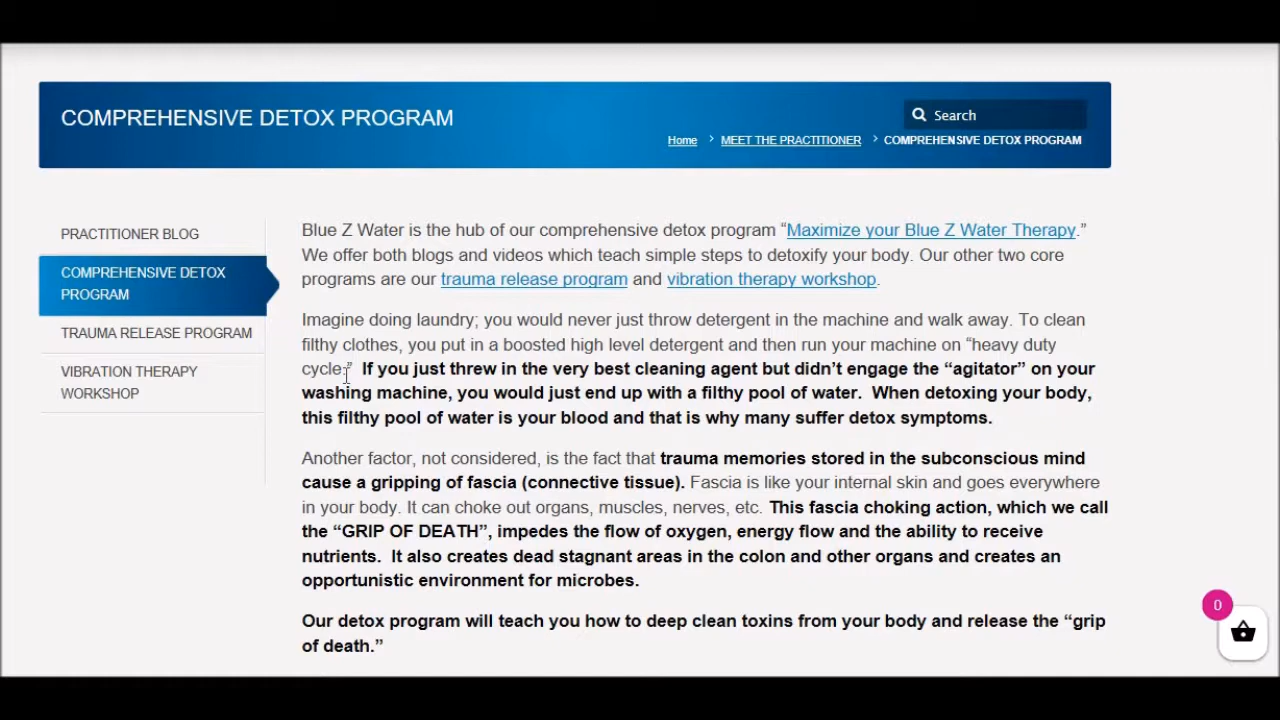 COMPREHENSIVE DETOX PROGRAM
Search
Home > MEET THE PRACTITIONER > COMPREHENSIVE DETOX PROGRAM
PRACTITIONER BLOG
COMPREHENSIVE DETOX
PROGRAM
TRAUMA RELEASE PROGRAM
VIBRATION THERAPY
WORKSHOP
Blue Z Water is the hub of our comprehensive detox program “Maximize your Blue Z Water Therapy.”
We offer both blogs and videos which teach simple steps to detoxify your body. Our other two core
programs are our trauma release program and vibration therapy workshop.
Imagine doing laundry; you would never just throw detergent in the machine and walk away. To clean
filthy clothes, you put in a boosted high level detergent and then run your machine on “heavy duty
cycle.” If you just threw in the very best cleaning agent but didn’t engage the “agitator” on your
washing machine, you would just end up with a filthy pool of water. When detoxing your body,
this filthy pool of water is your blood and that is why many suffer detox symptoms.
Another factor, not considered, is the fact that trauma memories stored in the subconscious mind
cause a gripping of fascia (connective tissue). Fascia is like your internal skin and goes everywhere
in your body. It can choke out organs, muscles, nerves, etc. This fascia choking action, which we call
the “GRIP OF DEATH”, impedes the flow of oxygen, energy flow and the ability to receive
nutrients. It also creates dead stagnant areas in the colon and other organs and creates an
opportunistic environment for microbes.
Our detox program will teach you how to deep clean toxins from your body and release the “grip
of death.”
0